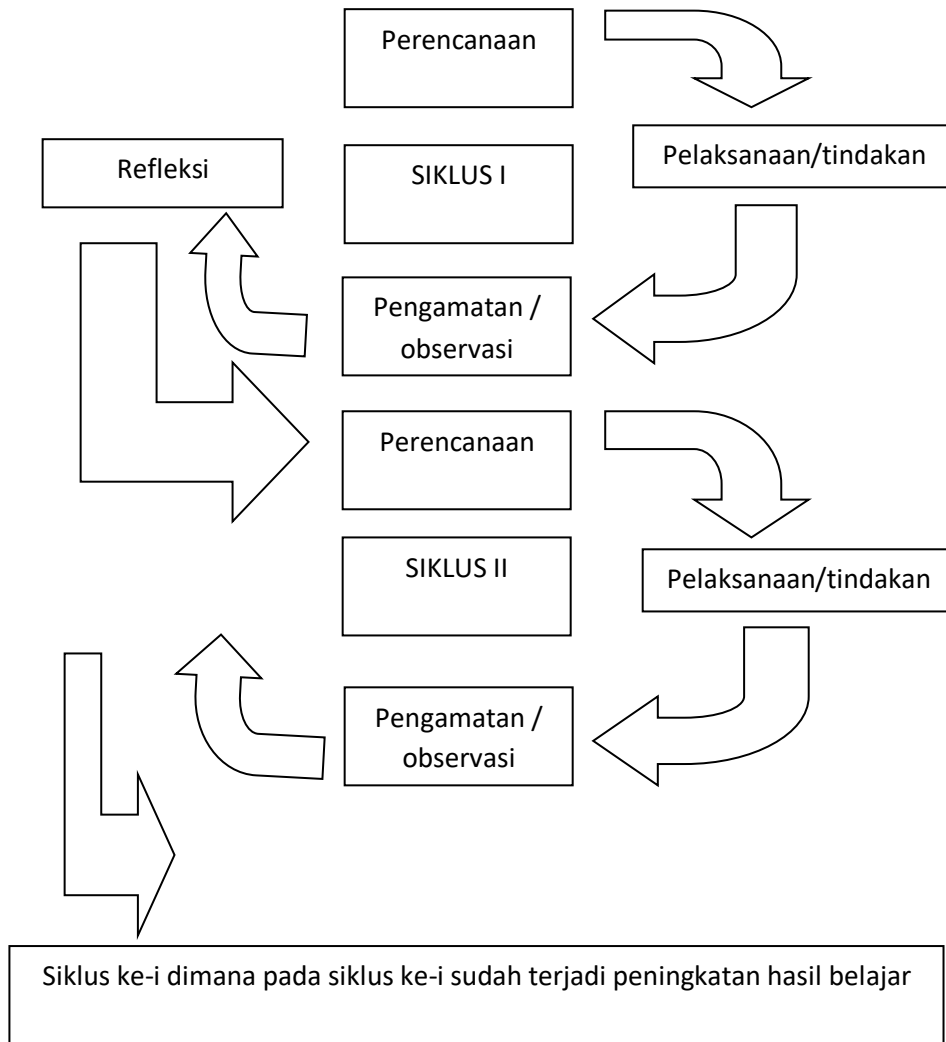 Perencanaan
Pelaksanaan/tindakan
Refleksi
SIKLUS I
Pengamatan /
observasi
Perencanaan
SIKLUS II
Pelaksanaan/tindakan
Pengamatan /
observasi
Siklus ke-i dimana pada siklus ke-i sudah terjadi peningkatan hasil belajar